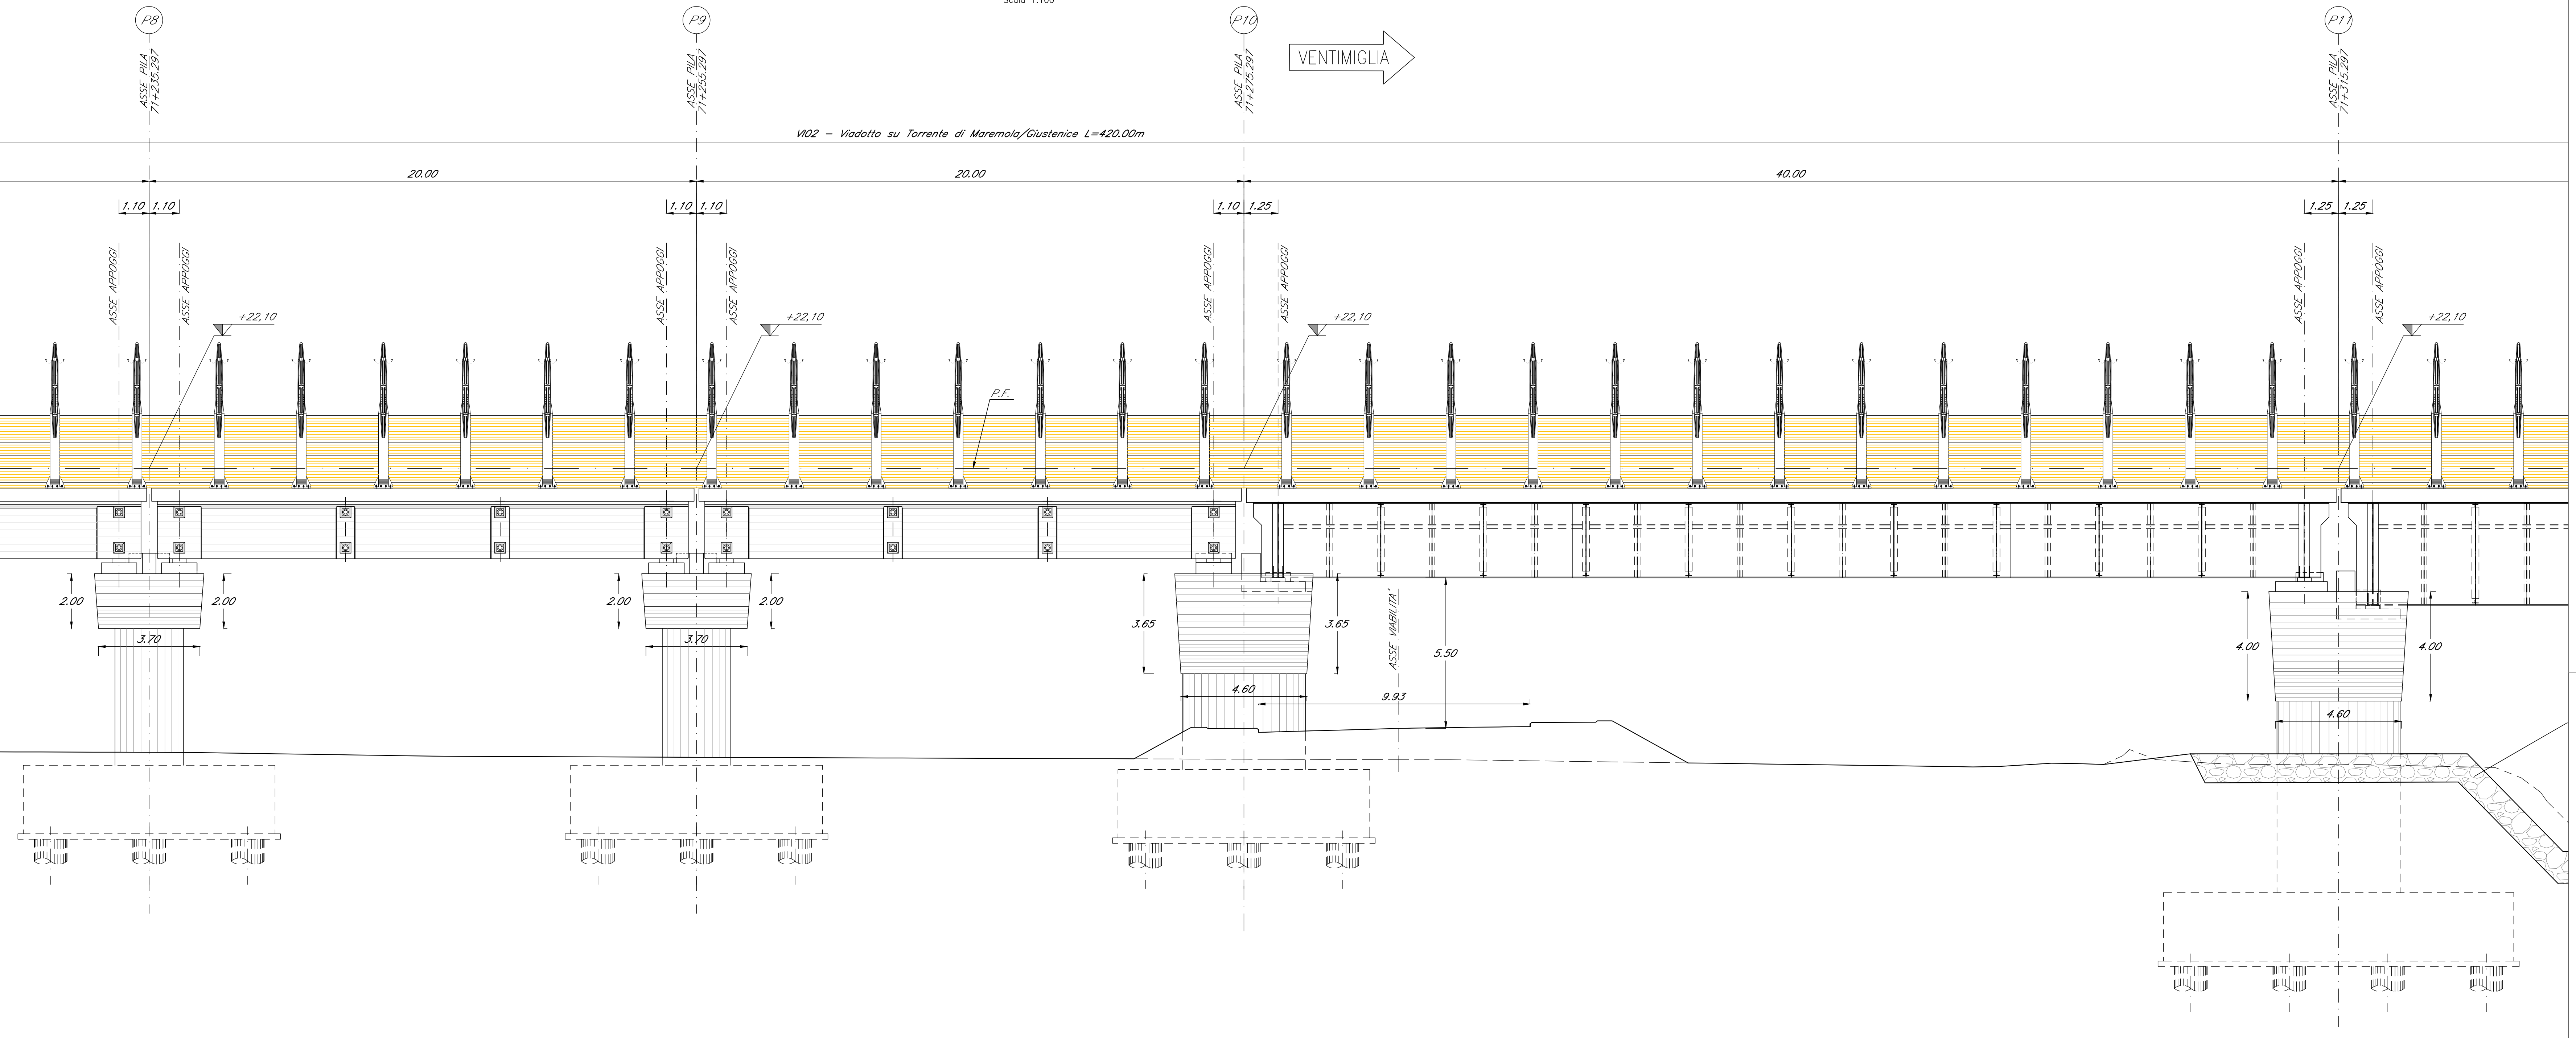 Scala 1:100
P8
P9
P10
P11
ASSE PILA
71+235.297
ASSE PILA
71+255.297
ASSE PILA
71+275.297
ASSE PILA
71+315.297
VENTIMIGLIA
VI02 - Viadotto su Torrente di Maremola/Giustenice L=420.00m
20.00
20.00
40.00
1.10
1.10
1.10
1.10
1.10
1.25
1.25
1.25
ASSE APPOGGI
ASSE APPOGGI
ASSE APPOGGI
ASSE APPOGGI
ASSE APPOGGI
ASSE APPOGGI
ASSE APPOGGI
ASSE APPOGGI
+22,10
+22,10
+22,10
+22,10
P.F.
2.00
2.00
2.00
2.00
3.65
3.65
ASSE VIABILITA'
5.50
4.00
4.00
3.70
3.70
4.60
9.93
4.60